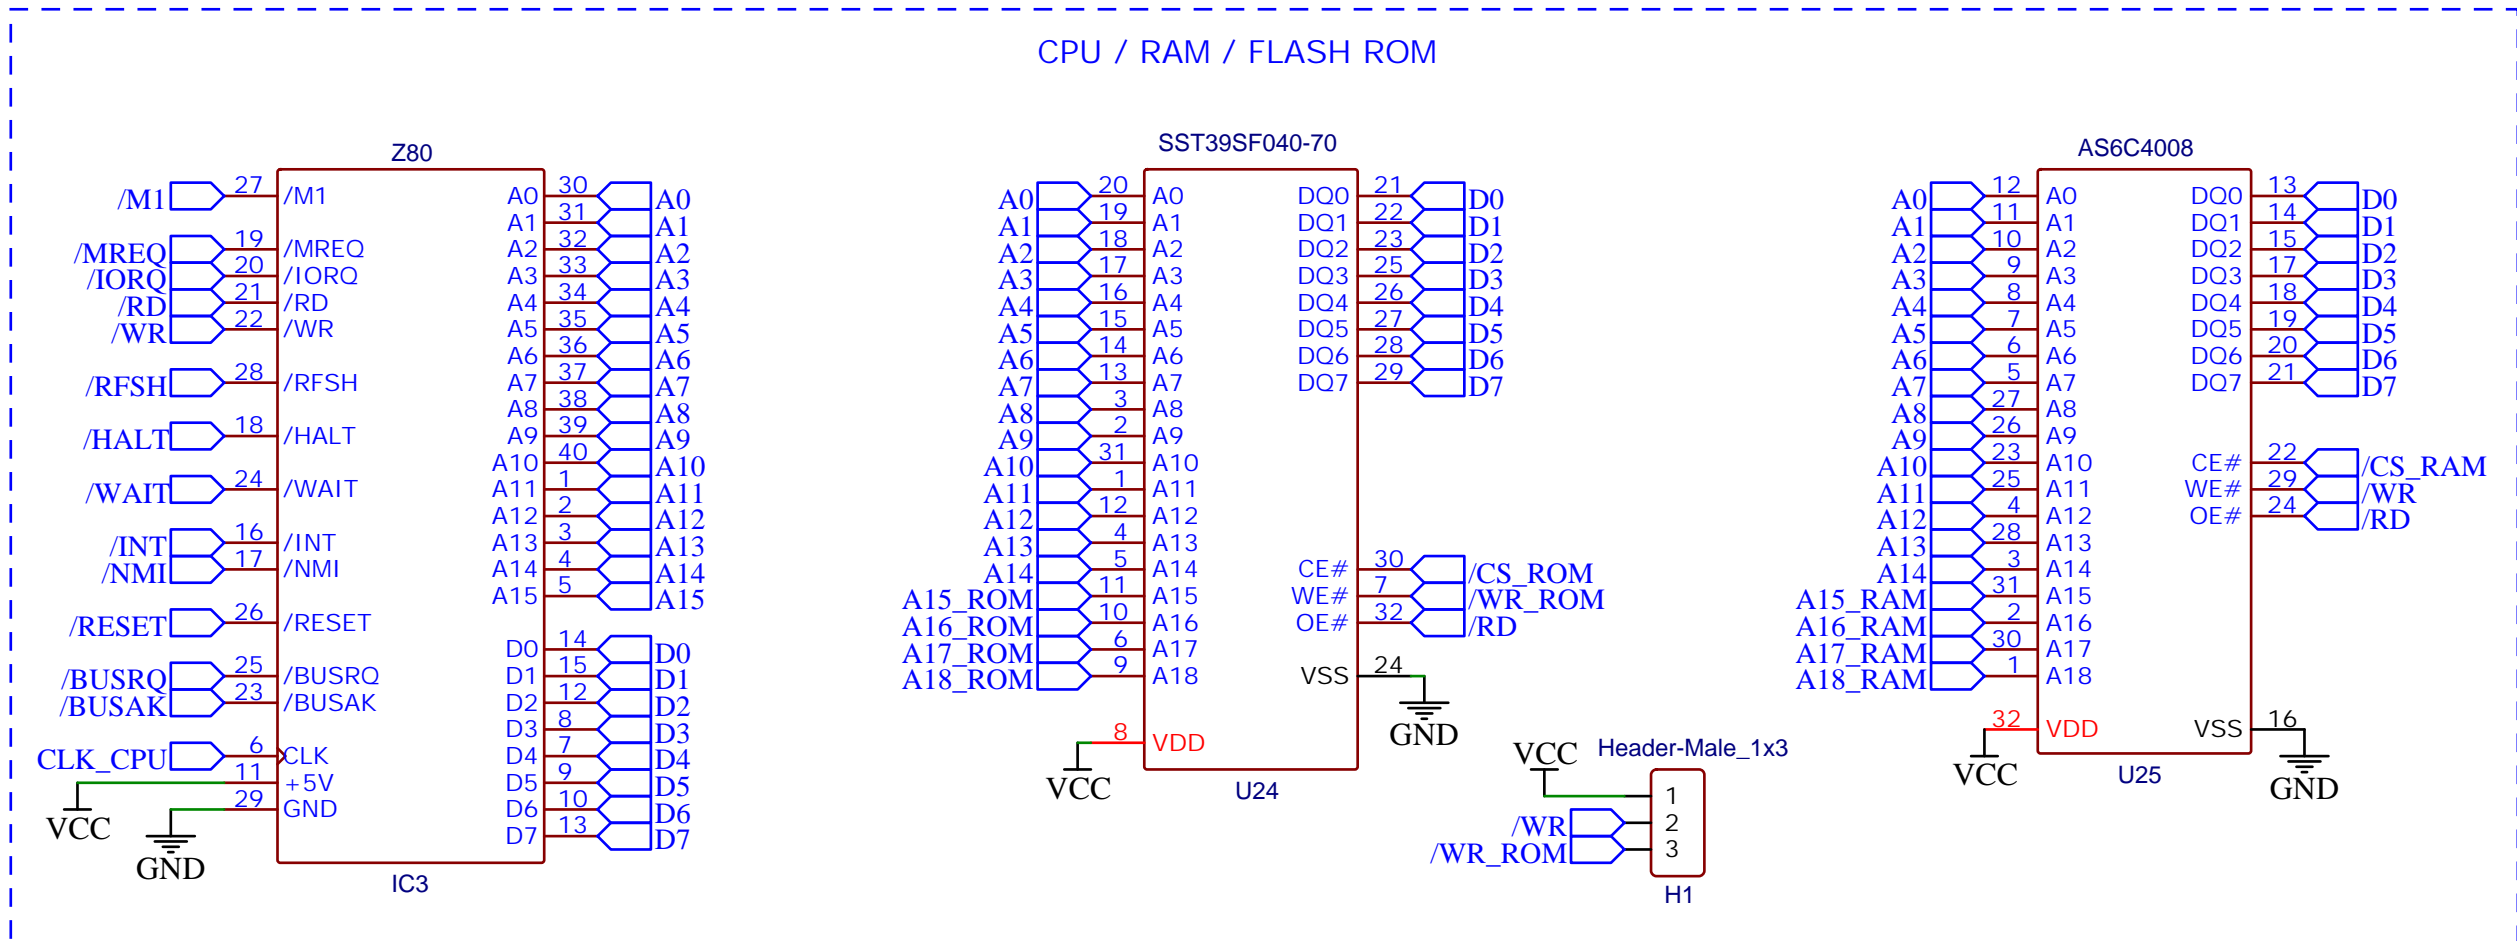 CPU / RAM / FLASH ROM
Z80
/M1 27 /M1 A0 30 A0
A1 31 A1
/MREQ 19 /MREQ A2 32 A2
/IORQ 20 /IORQ A3 33 A3
/RD 21 /RD A4 34 A4
/WR 22 /WR A5 35 A5
A6 36 A6
/RFSH 28 /RFSH A7 37 A7
A8 38 A8
/HALT 18 /HALT A9 39 A9
A10 40 A10
/WAIT 24 /WAIT A11 1 A11
A12 2 A12
/INT 16 /INT A13 3 A13
/NMI 17 /NMI A14 4 A14
A15 5 A15
/RESET 26 /RESET
D0 14 D0
/BUSRQ 25 /BUSRQ D1 15 D1
/BUSAK 23 /BUSAK D2 12 D2
D3 8 D3
CLK_CPU 6 CLK D4 7 D4
11 +5V D5 9 D5
29 GND D6 10 D6
VCC D7 13 D7
GND
IC3
SST39SF040-70
A0 20 A0 DQ0 21 D0
A1 19 A1 DQ1 22 D1
A2 18 A2 DQ2 23 D2
A3 17 A3 DQ3 25 D3
A4 16 A4 DQ4 26 D4
A5 15 A5 DQ5 27 D5
A6 14 A6 DQ6 28 D6
A7 13 A7 DQ7 29 D7
A8 3 A8
A9 2 A9
A10 31 A10
A11 1 A11
A12 12 A12
A13 4 A13
A14 5 A14 CE# 30 /CS_ROM
A15_ROM 11 A15 WE# 7 /WR_ROM
A16_ROM 10 A16 OE# 32 /RD
A17_ROM 6 A17
A18_ROM 9 A18 VSS 24
GND
8 VDD
VCC
U24
Header-Male_1x3
VCC
1
/WR 2
/WR_ROM 3
H1
AS6C4008
A0 12 A0 DQ0 13 D0
A1 11 A1 DQ1 14 D1
A2 10 A2 DQ2 15 D2
A3 9 A3 DQ3 17 D3
A4 8 A4 DQ4 18 D4
A5 7 A5 DQ5 19 D5
A6 6 A6 DQ6 20 D6
A7 5 A7 DQ7 21 D7
A8 27 A8
A9 26 A9
A10 23 A10 CE# 22 /CS_RAM
A11 25 A11 WE# 29 /WR
A12 4 A12 OE# 24 /RD
A13 28 A13
A14 3 A14
A15_RAM 31 A15
A16_RAM 2 A16
A17_RAM 30 A17
A18_RAM 1 A18
32 VDD VSS 16
VCC
GND
U25